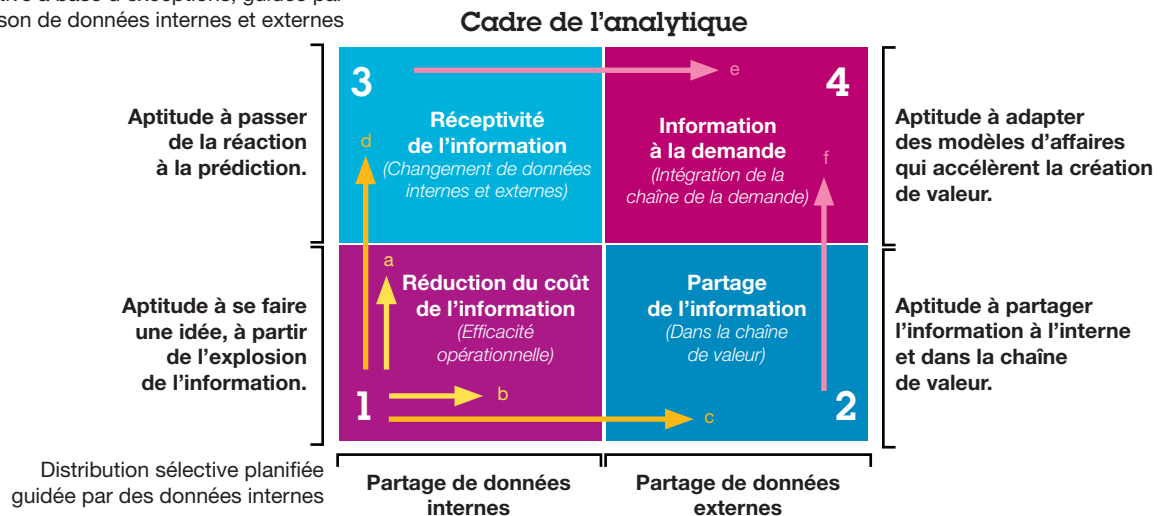 son de données internes et externes
Cadre de l'analytique
Aptitude à passer
de la réaction
à la prédiction.
3
d
Réceptivité
de l'information
(Changement de données
internes et externes)
e
4
Information
à la demande
(Intégration de la
chaîne de la demande)
f
Aptitude à adapter
des modèles d'affaires
qui accélèrent la création
de valeur.
Aptitude à se faire
une idée, à partir
de l'explosion
de l'information.
a
Réduction du coût
de l'information
(Efficacité
opérationnelle)
1
b
c
Partage
de l'information
(Dans la chaîne
de valeur)
2
Aptitude à partager
l'information à l'interne
et dans la chaîne
de valeur.
Distribution sélective planifiée
guidée par des données internes
Partage de données
internes
Partage de données
externes